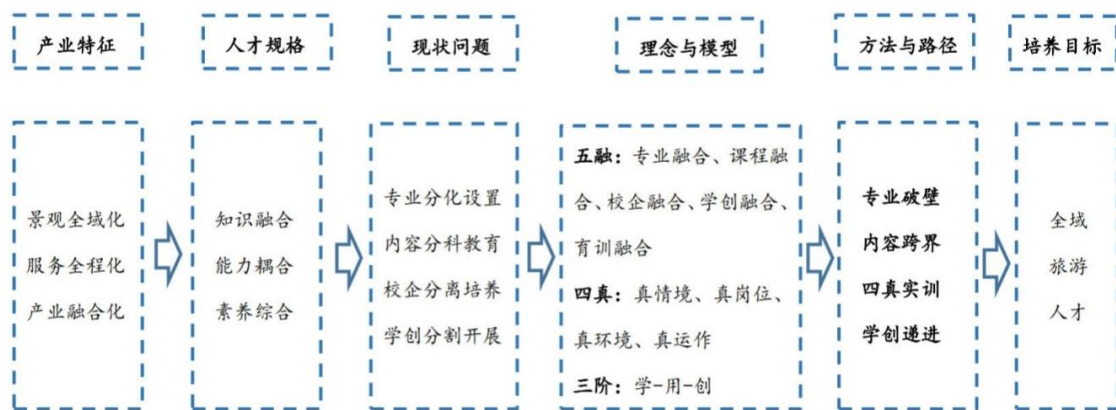 产业特征
人才规格
现状问题
理念与模型
方法与路径
培养目标
景观全域化
服务全程化
产业融合化
知识融合
能力耦合
素养综合
专业分化设置
内容分科教育
校企分离培养
学创分割开展
五融：专业融合、课程融
合、校企融合、学创融合、
育训融合
四真：真情境、真岗位、
真环境、真运作
三阶：学-用-创
专业破壁
内容跨界
四真实训
学创递进
全域
旅游
人才